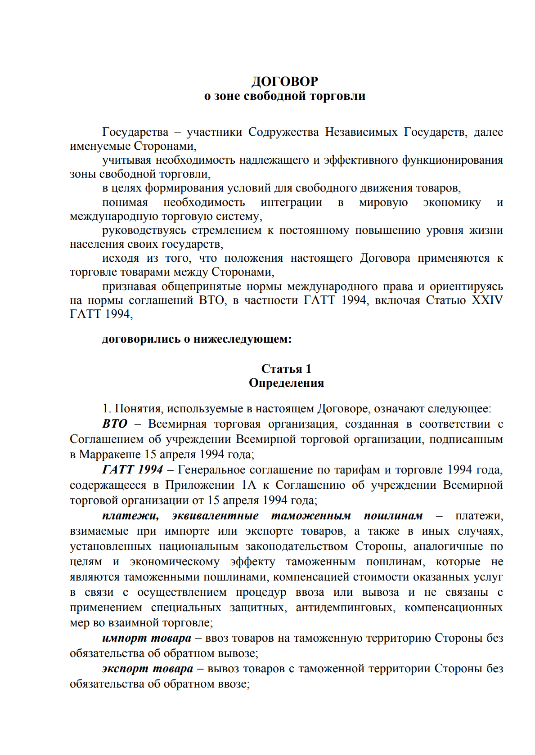 ДОГОВОР
о зоне свободной торговли
Государства – участники Содружества Независимых Государств, далее
именуемые Сторонами,
учитывая необходимость надлежащего и эффективного функционирования
зоны свободной торговли,
в целях формирования условий для свободного движения товаров,
понимая необходимость интеграции в мировую экономику и
международную торговую систему,
руководствуясь стремлением к постоянному повышению уровня жизни
населения своих государств,
исходя из того, что положения настоящего Договора применяются к
торговле товарами между Сторонами,
признавая общепринятые нормы международного права и ориентируясь
на нормы соглашений ВТО, в частности ГАТТ 1994, включая Статью XXIV
ГАТТ 1994,
договорились о нижеследующем:
Статья 1
Определения
1. Понятия, используемые в настоящем Договоре, означают следующее:
ВТО – Всемирная торговая организация, созданная в соответствии с
Соглашением об учреждении Всемирной торговой организации, подписанным
в Марракеше 15 апреля 1994 года;
ГАТТ 1994 – Генеральное соглашение по тарифам и торговле 1994 года,
содержащееся в Приложении 1А к Соглашению об учреждении Всемирной
торговой организации от 15 апреля 1994 года;
платежи, эквивалентные таможенным пошлинам – платежи,
взимаемые при импорте или экспорте товаров, а также в иных случаях,
установленных национальным законодательством Стороны, аналогичные по
целям и экономическому эффекту таможенным пошлинам, которые не
являются таможенными пошлинами, компенсацией стоимости оказанных услуг
в связи с осуществлением процедур ввоза или вывоза и не связаны с
применением специальных защитных, антидемпинговых, компенсационных
мер во взаимной торговле;
импорт товара – ввоз товаров на таможенную территорию Стороны без
обязательства об обратном вывозе;
экспорт товара – вывоз товаров с таможенной территории Стороны без
обязательства об обратном ввозе;